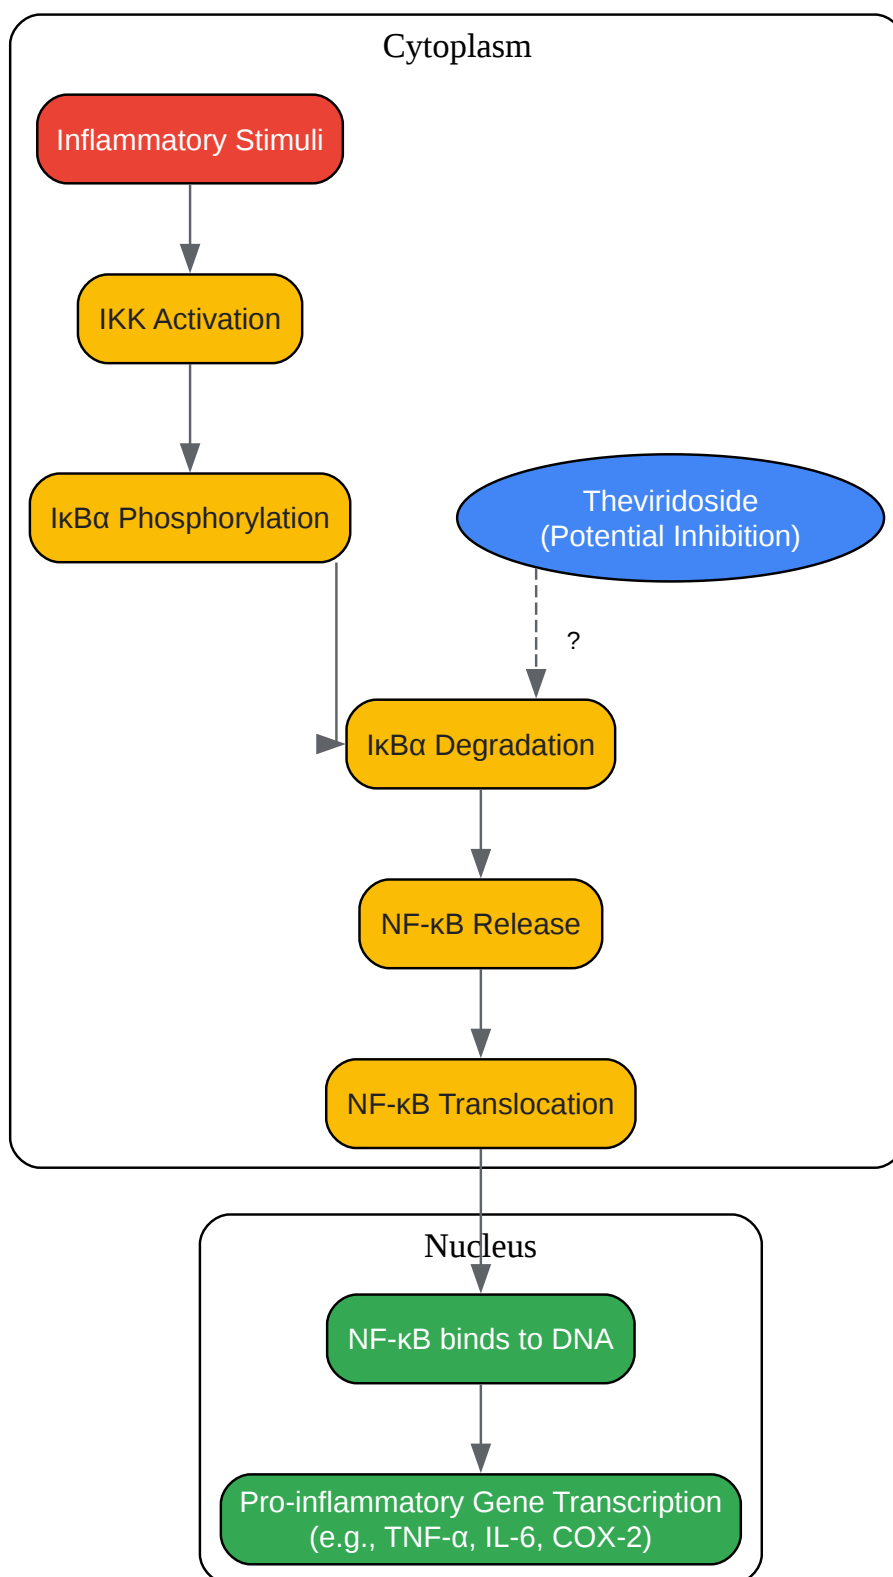 Cytoplasm
Inflammatory Stimuli
IKK Activation
IκBα Phosphorylation
Theviridoside
(Potential Inhibition)
?
IκBα Degradation
NF-κB Release
NF-κB Translocation
Nucleus
NF-κB binds to DNA
Pro-inflammatory Gene Transcription
(e.g., TNF-α, IL-6, COX-2)